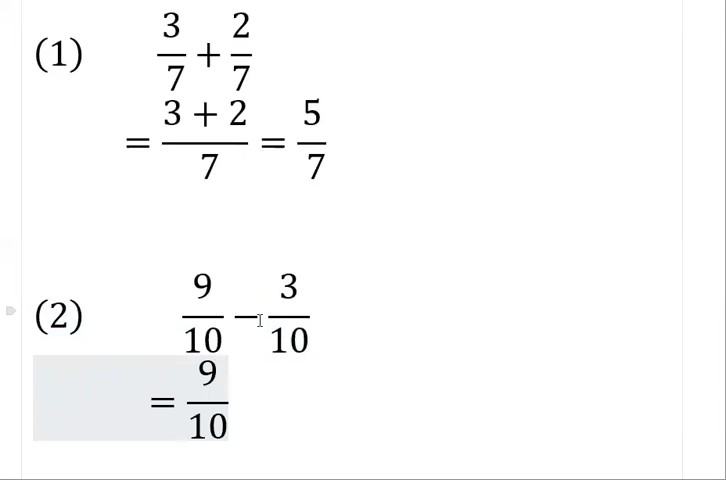 (1) 3/7 + 2/7
= (3 + 2)/7 = 5/7
(2) 9/10 − 3/10
= 9/10